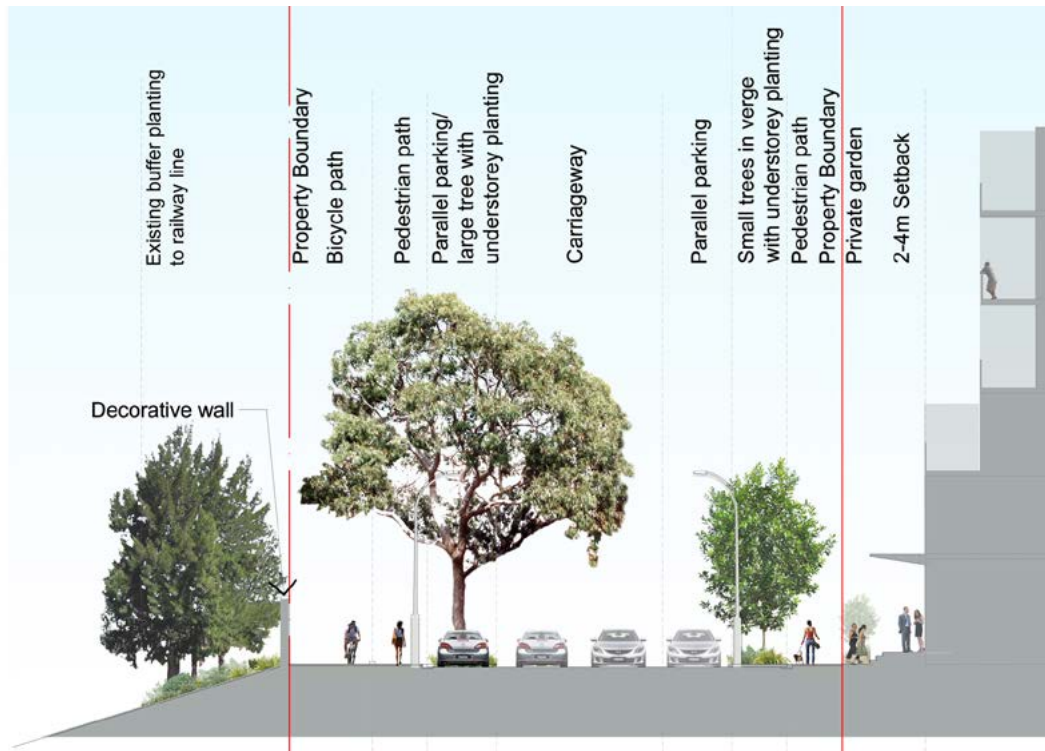 Existing buffer planting
to railway line
Property Boundary
Bicycle path
Pedestrian path
Parallel parking/
large tree with
understorey planting
Carriageway
Parallel parking
Small trees in verge
with understorey planting
Pedestrian path
Property Boundary
Private garden
2-4m Setback
Decorative wall